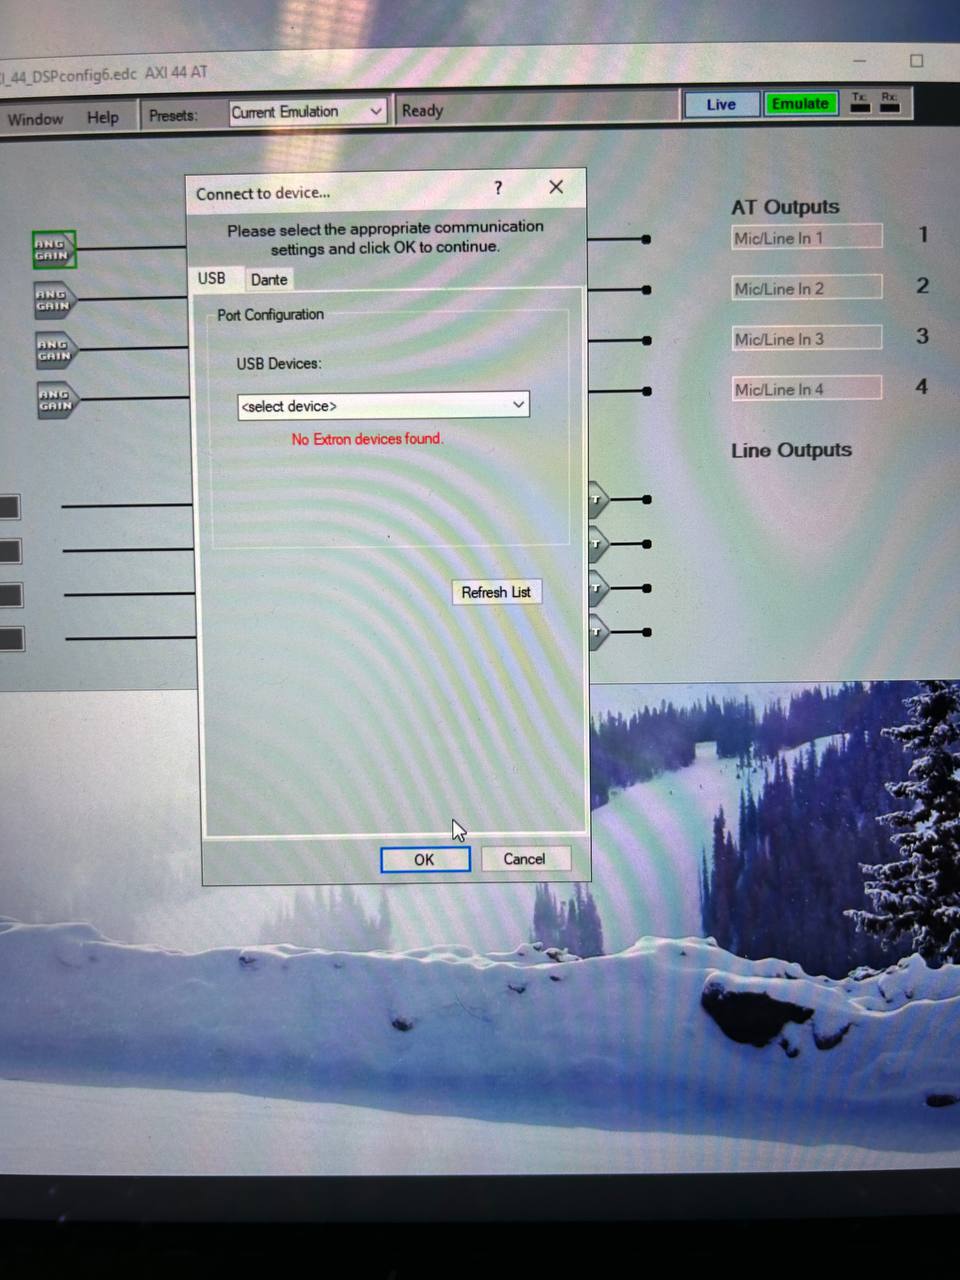 _44_DSPconfig6.edc AXI 44 AT
Window Help Presets: Current Emulation Ready Live Emulate Tx: Rx:
Connect to device... ?
Please select the appropriate communication
settings and click OK to continue.
USB Dante
Port Configuration
USB Devices:
<select device>
No Extron devices found.
Refresh List
OK Cancel
ANG
GAIN
ANG
GAIN
ANG
GAIN
ANG
GAIN
AT Outputs
Mic/Line In 1 1
Mic/Line In 2 2
Mic/Line In 3 3
Mic/Line In 4 4
Line Outputs
T
T
T
T